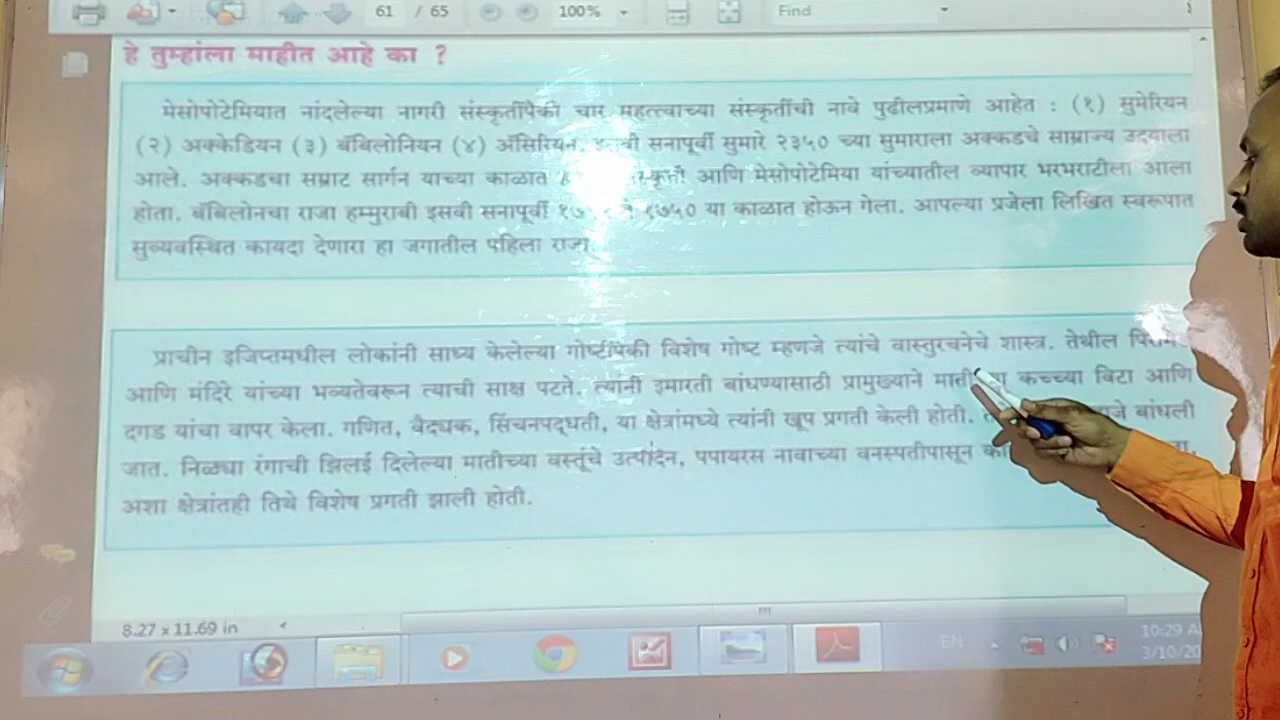 61 / 65 100% Find
हे तुम्हांला माहीत आहे का ?
मेसोपोटेमियात नांदलेल्या नागरी संस्कृतींपैकी चार महत्त्वाच्या संस्कृतींची नावे पुढीलप्रमाणे आहेत : (१) सुमेरियन
(२) अक्केडियन (३) बॅबिलोनियन (४) ॲसिरियन. सनापूर्वी सुमारे २३५० च्या सुमाराला अक्कडचे साम्राज्य उदयाला
आले. अक्कडचा सम्राट सार्गन याच्या काळात आणि मेसोपोटेमिया यांच्यातील व्यापार भरभराटीला आला
होता. बॅबिलोनचा राजा हम्मुराबी इसवी सनापूर्वी १७५० या काळात होऊन गेला. आपल्या प्रजेला लिखित स्वरूपात
सुव्यवस्थित कायदा देणारा हा जगातील पहिला राजा
प्राचीन इजिप्तमधील लोकांनी साध्य केलेल्या गोष्टींपैकी विशेष गोष्ट म्हणजे त्यांचे वास्तुरचनेचे शास्त्र. तेथील
आणि मंदिरे यांच्या भव्यतेवरून त्याची साक्ष पटते. त्यांनी इमारती बांधण्यासाठी प्रामुख्याने कच्च्या विटा आणि
दगड यांचा वापर केला. गणित, वैद्यक, सिंचनपद्धती, या क्षेत्रांमध्ये त्यांनी खूप प्रगती केली होती. बांधली
जात. निळ्या रंगाची झिलई दिलेल्या मातीच्या वस्तूंचे उत्पादन, पपायरस नावाच्या वनस्पतीपासून
अशा क्षेत्रांतही तिथे विशेष प्रगती झाली होती.
8.27 x 11.69 in
EN 10:29 A
3/10/20